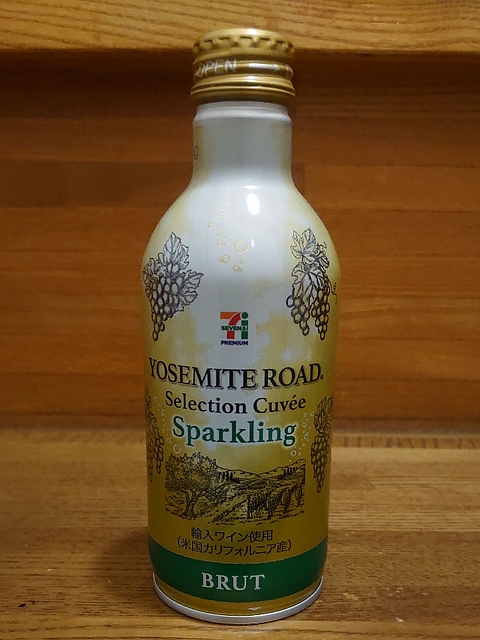 OPEN
7i
SEVEN&i
PREMIUM
YOSEMITE ROAD®
Selection Cuvée
Sparkling
輸入ワイン使用
(米国カリフォルニア産)
BRUT